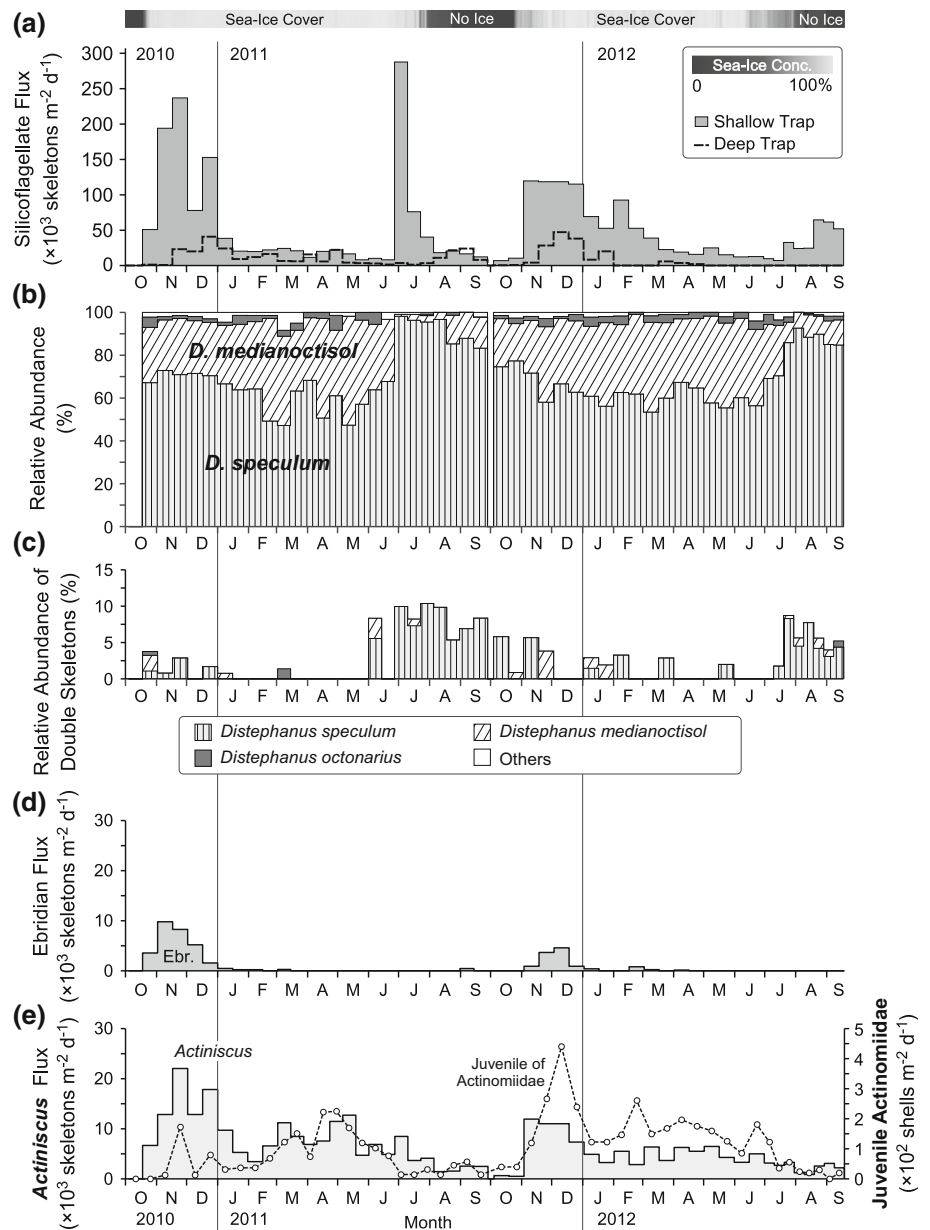 (a)
Sea-Ice Cover No Ice Sea-Ice Cover No Ice
2010 2011 2012
Silicoflagellate Flux
(×10³ skeletons m⁻² d⁻¹)
300
250
200
150
100
50
0
Sea-Ice Conc.
0 100%
Shallow Trap
Deep Trap
O N D J F M A M J J A S O N D J F M A M J J A S
(b)
Relative Abundance
(%)
100
80
60
40
20
0
D. medianoctisol
D. speculum
O N D J F M A M J J A S O N D J F M A M J J A S
(c)
Relative Abundance of
Double Skeletons (%)
15
10
5
0
O N D J F M A M J J A S O N D J F M A M J J A S
Distephanus speculum Distephanus medianoctisol
Distephanus octonarius Others
(d)
Ebridian Flux
(×10³ skeletons m⁻² d⁻¹)
30
20
10
0
Ebr.
O N D J F M A M J J A S O N D J F M A M J J A S
(e)
Actiniscus Flux
(×10³ skeletons m⁻² d⁻¹)
30
20
10
0
Actiniscus
Juvenile of
Actinomiidae
5
4
3
2
1
0
Juvenile Actinomiidae
(×10² shells m⁻² d⁻¹)
O N D J F M A M J J A S O N D J F M A M J J A S
2010 2011 Month 2012